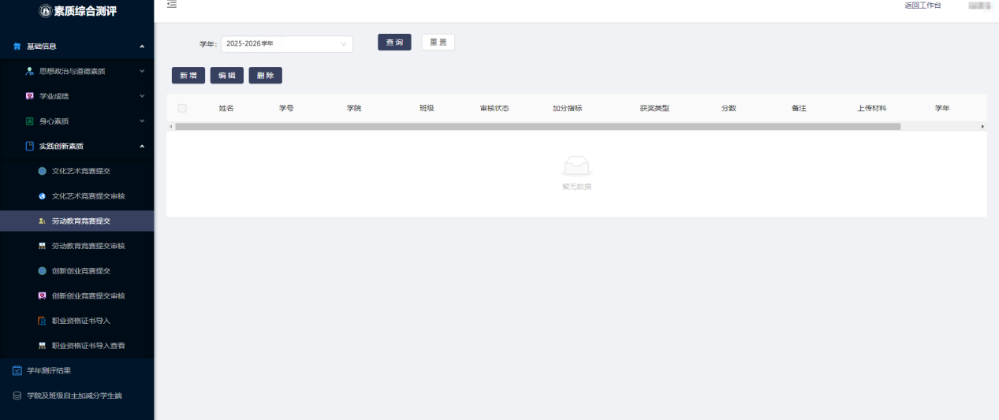 素质综合测评
返回工作台
基础信息
思想政治与道德素质
学业成绩
身心素质
实践创新素质
文化艺术竞赛提交
文化艺术竞赛提交审核
劳动教育竞赛提交
劳动教育竞赛提交审核
创新创业竞赛提交
创新创业竞赛提交审核
职业资格证书导入
职业资格证书导入查看
学年测评结果
学院及班级自主加减分学生端
学年: 2025-2026学年 查询 重置
新增 编辑 删除
姓名 学号 学院 班级 审核状态 加分指标 获奖类型 分数 备注 上传材料 学年
暂无数据